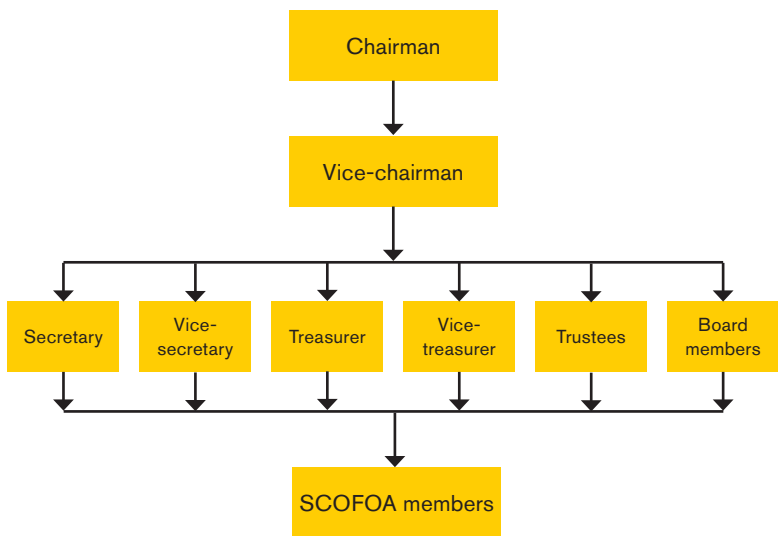 Chairman
Vice-chairman
Secretary
Vice-
secretary
Treasurer
Vice-
treasurer
Trustees
Board
members
SCOFOA members